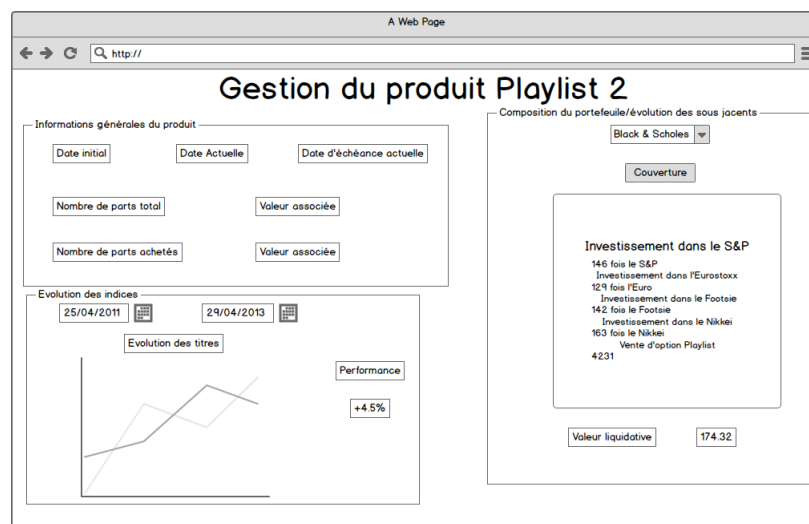 A Web Page
http://
Gestion du produit Playlist 2
Informations générales du produit
Date initial
Date Actuelle
Date d'échéance actuelle
Nombre de parts total
Valeur associée
Nombre de parts achetés
Valeur associée
Evolution des indices
25/04/2011
29/04/2013
Evolution des titres
Performance
+4.5%
Composition du portefeuile/évolution des sous jacents
Black & Scholes
Couverture
Investissement dans le S&P
146 fois le S&P
Investissement dans l'Eurostoxx
129 fois l'Euro
Investissement dans le Footsie
142 fois le Footsie
Investissement dans le Nikkei
163 fois le Nikkei
Vente d'option Playlist
4231
Valeur liquidative
174.32